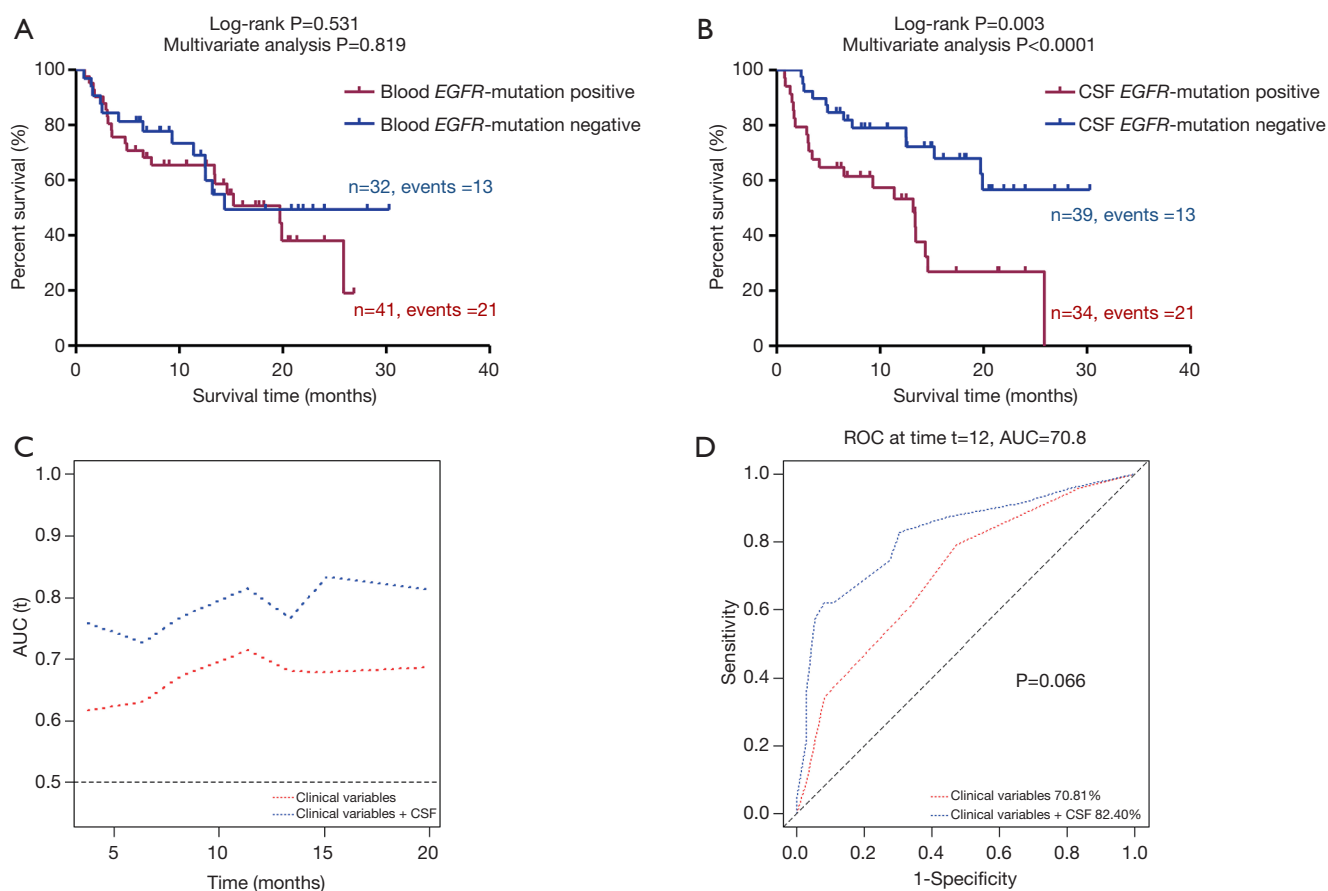 A
Log-rank P=0.531
Multivariate analysis P=0.819
100
80
60
40
20
0
Percent survival (%)
Blood EGFR-mutation positive
Blood EGFR-mutation negative
n=32, events =13
n=41, events =21
0 10 20 30 40
Survival time (months)
B
Log-rank P=0.003
Multivariate analysis P<0.0001
100
80
60
40
20
0
Percent survival (%)
CSF EGFR-mutation positive
CSF EGFR-mutation negative
n=39, events =13
n=34, events =21
0 10 20 30 40
Survival time (months)
C
1.0
0.9
0.8
0.7
0.6
0.5
AUC (t)
Clinical variables
Clinical variables + CSF
5 10 15 20
Time (months)
D
ROC at time t=12, AUC=70.8
1.0
0.8
0.6
0.4
0.2
0.0
Sensitivity
P=0.066
Clinical variables 70.81%
Clinical variables + CSF 82.40%
0.0 0.2 0.4 0.6 0.8 1.0
1-Specificity